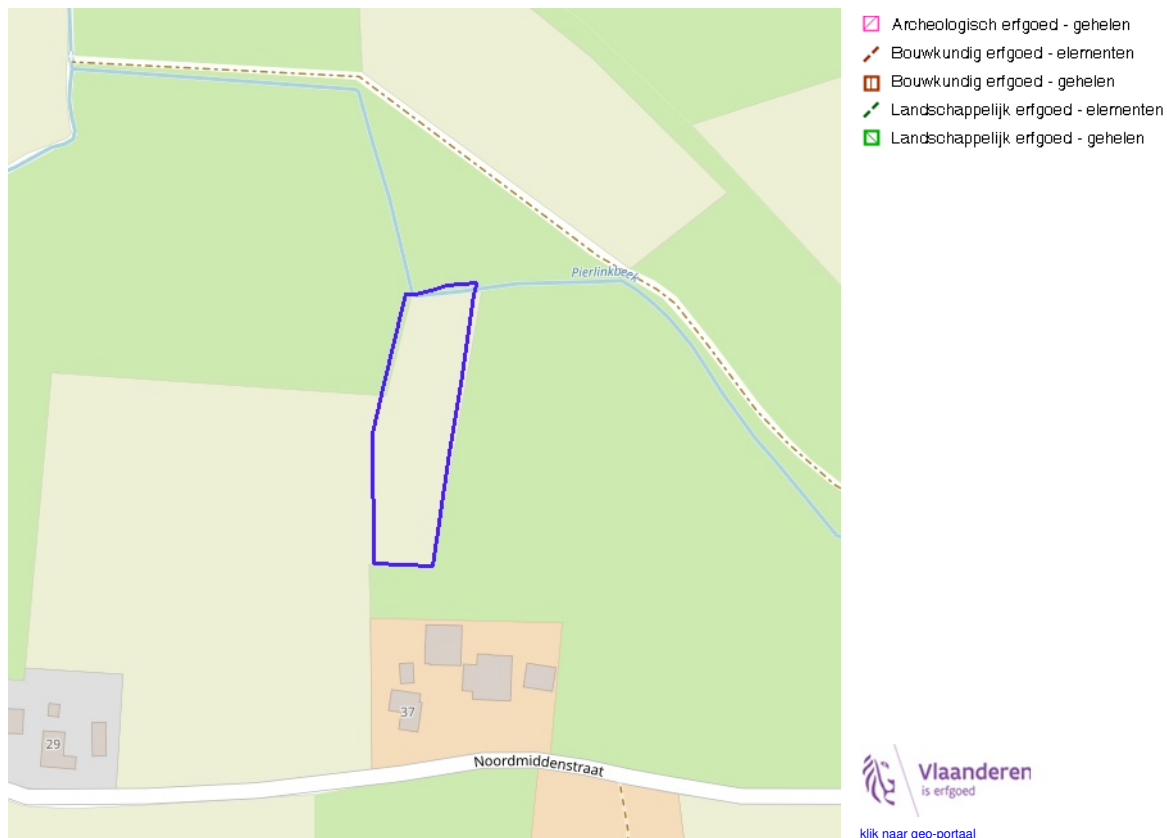 Archeologisch erfgoed - gehelen
Bouwkundig erfgoed - elementen
Bouwkundig erfgoed - gehelen
Landschappelijk erfgoed - elementen
Landschappelijk erfgoed - gehelen
Pierlinkbeek
37
29
Noordmiddenstraat
Vlaanderen
is erfgoed
klik naar geo-portaal